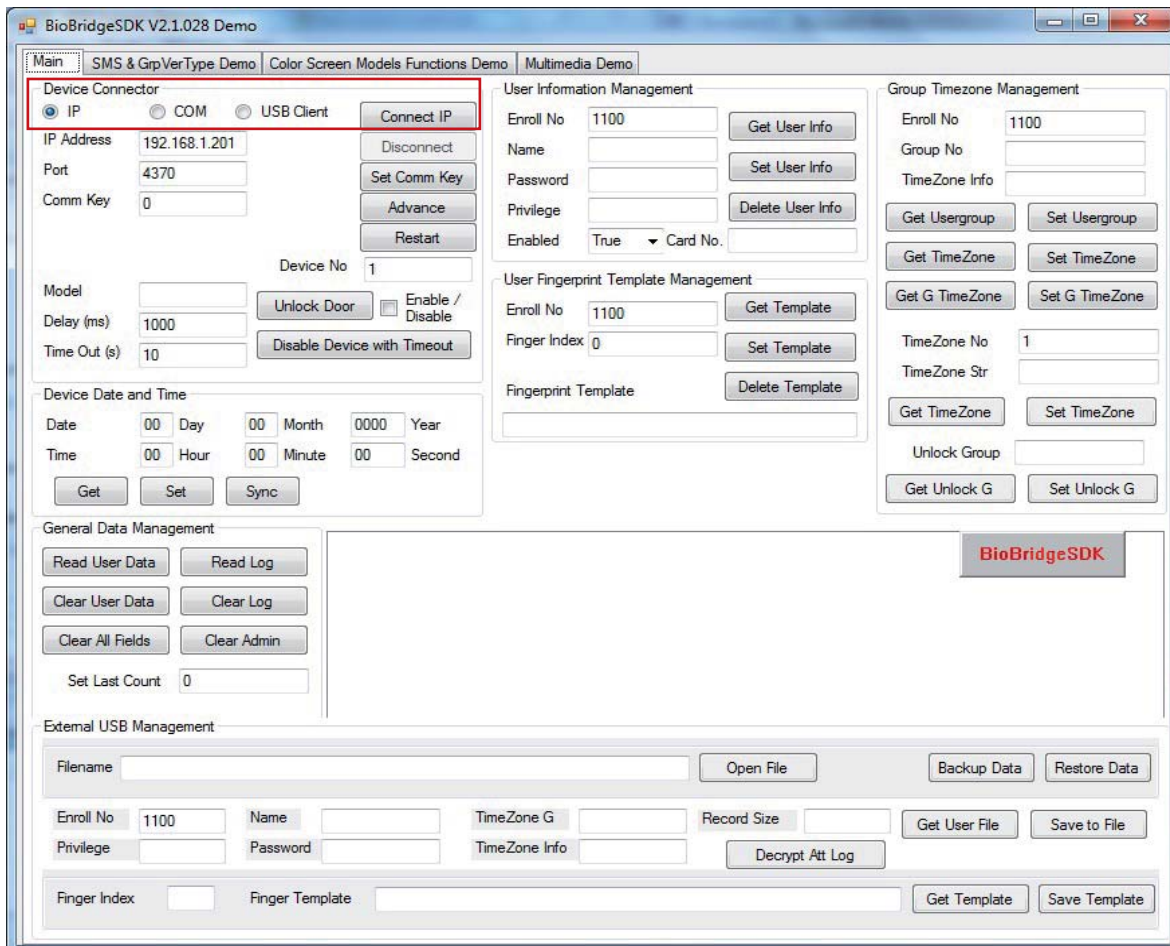 BioBridgeSDK V2.1.028 Demo
Main SMS & GrpVerType Demo Color Screen Models Functions Demo Multimedia Demo
Device Connector
IP COM USB Client Connect IP
IP Address 192.168.1.201 Disconnect
Port 4370 Set Comm Key
Comm Key 0 Advance
Restart
Device No 1
Model Unlock Door Enable /
Disable
Delay (ms) 1000
Time Out (s) 10 Disable Device with Timeout
Device Date and Time
Date 00 Day 00 Month 0000 Year
Time 00 Hour 00 Minute 00 Second
Get Set Sync
User Information Management
Enroll No 1100 Get User Info
Name
Password Set User Info
Privilege Delete User Info
Enabled True Card No.
User Fingerprint Template Management
Enroll No 1100 Get Template
Finger Index 0 Set Template
Fingerprint Template Delete Template
Group Timezone Management
Enroll No 1100
Group No
TimeZone Info
Get Usergroup Set Usergroup
Get TimeZone Set TimeZone
Get G TimeZone Set G TimeZone
TimeZone No 1
TimeZone Str
Get TimeZone Set TimeZone
Unlock Group
Get Unlock G Set Unlock G
General Data Management
Read User Data Read Log
Clear User Data Clear Log
Clear All Fields Clear Admin
Set Last Count 0
BioBridgeSDK
External USB Management
Filename Open File Backup Data Restore Data
Enroll No 1100 Name TimeZone G Record Size Get User File Save to File
Privilege Password TimeZone Info Decrypt Att Log
Finger Index Finger Template Get Template Save Template